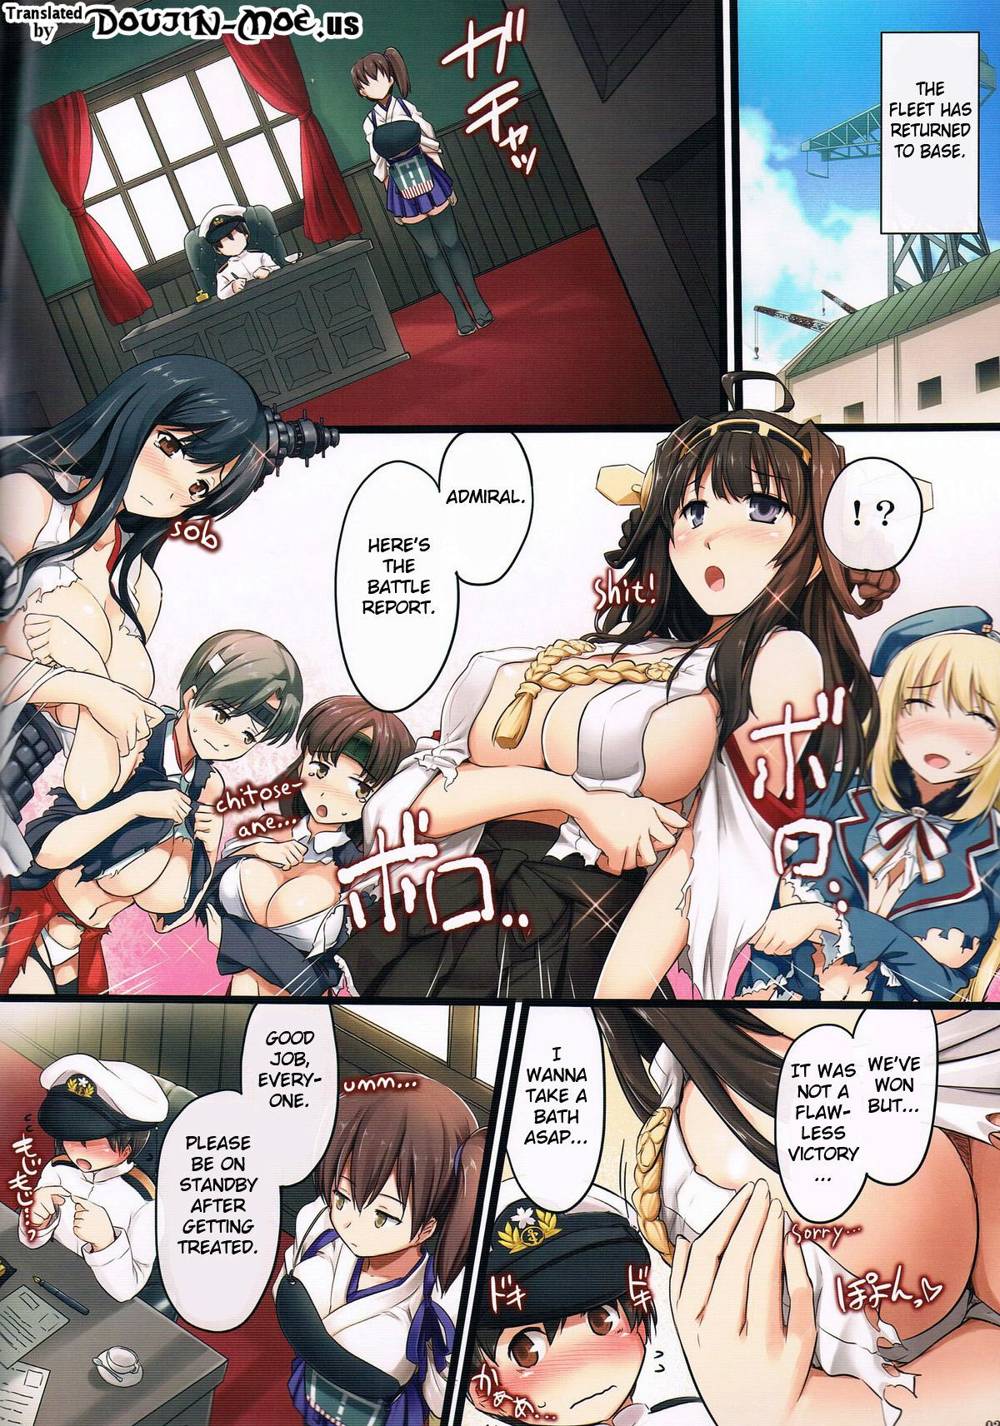 Translated
by DOUJIN-MOE.us
THE
FLEET HAS
RETURNED
TO BASE.
ガチャッ
ADMIRAL.
HERE'S
THE
BATTLE
REPORT.
!?
sob
shit!
chitose-
ane...
ボロ..
ボロ..
WE'VE
WON
BUT...
IT WAS
NOT A
FLAW-
LESS
VICTORY
...
I
WANNA
TAKE A
BATH
ASAP...
sorry...
ぽよんっ
ドキ
ドキ
かぁぁ...
GOOD
JOB,
EVERY-
ONE.
PLEASE
BE ON
STANDBY
AFTER
GETTING
TREATED.
umm...
もじもじ...